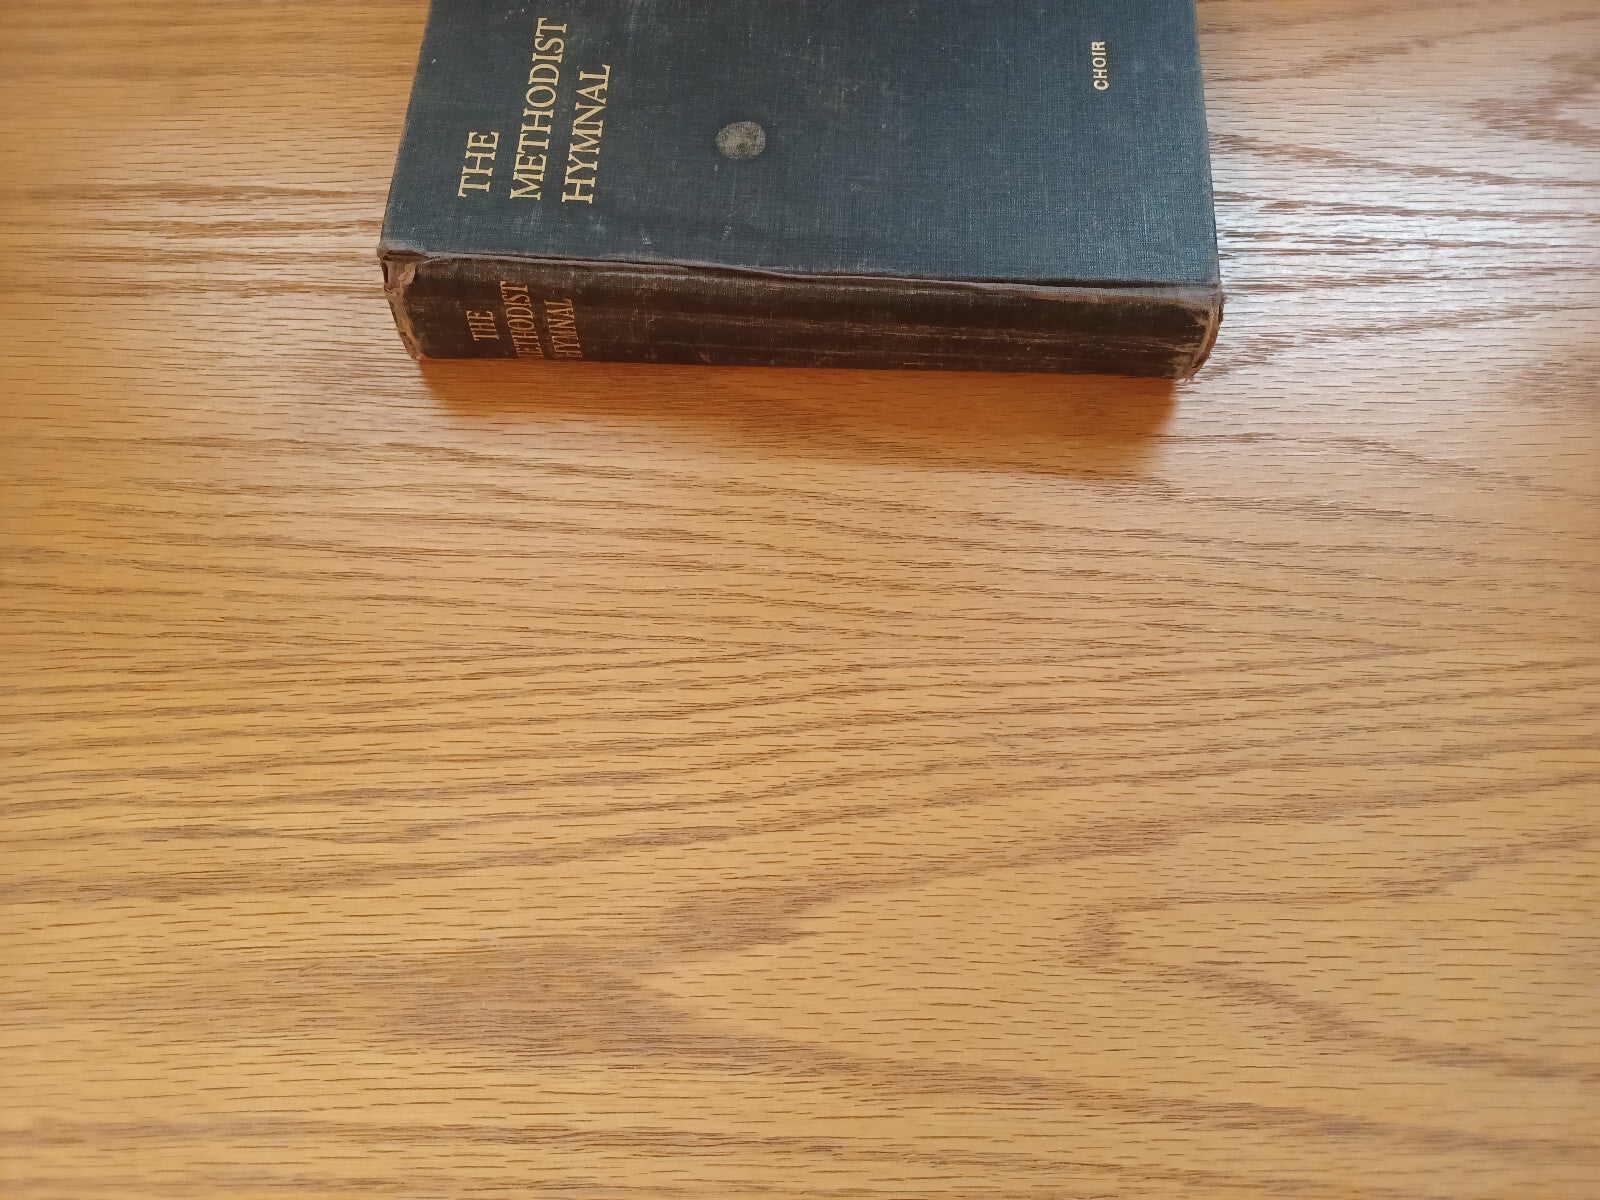 THE
METHODIST
HYMNAL
CHOIR
THE
METHODIST
HYMNAL